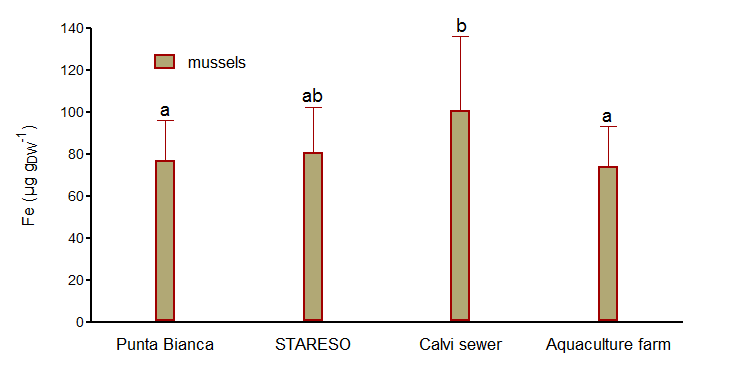 140
120
100
80
60
40
20
0
Fe (µg gDW⁻¹)
mussels
a
ab
b
a
Punta Bianca
STARESO
Calvi sewer
Aquaculture farm